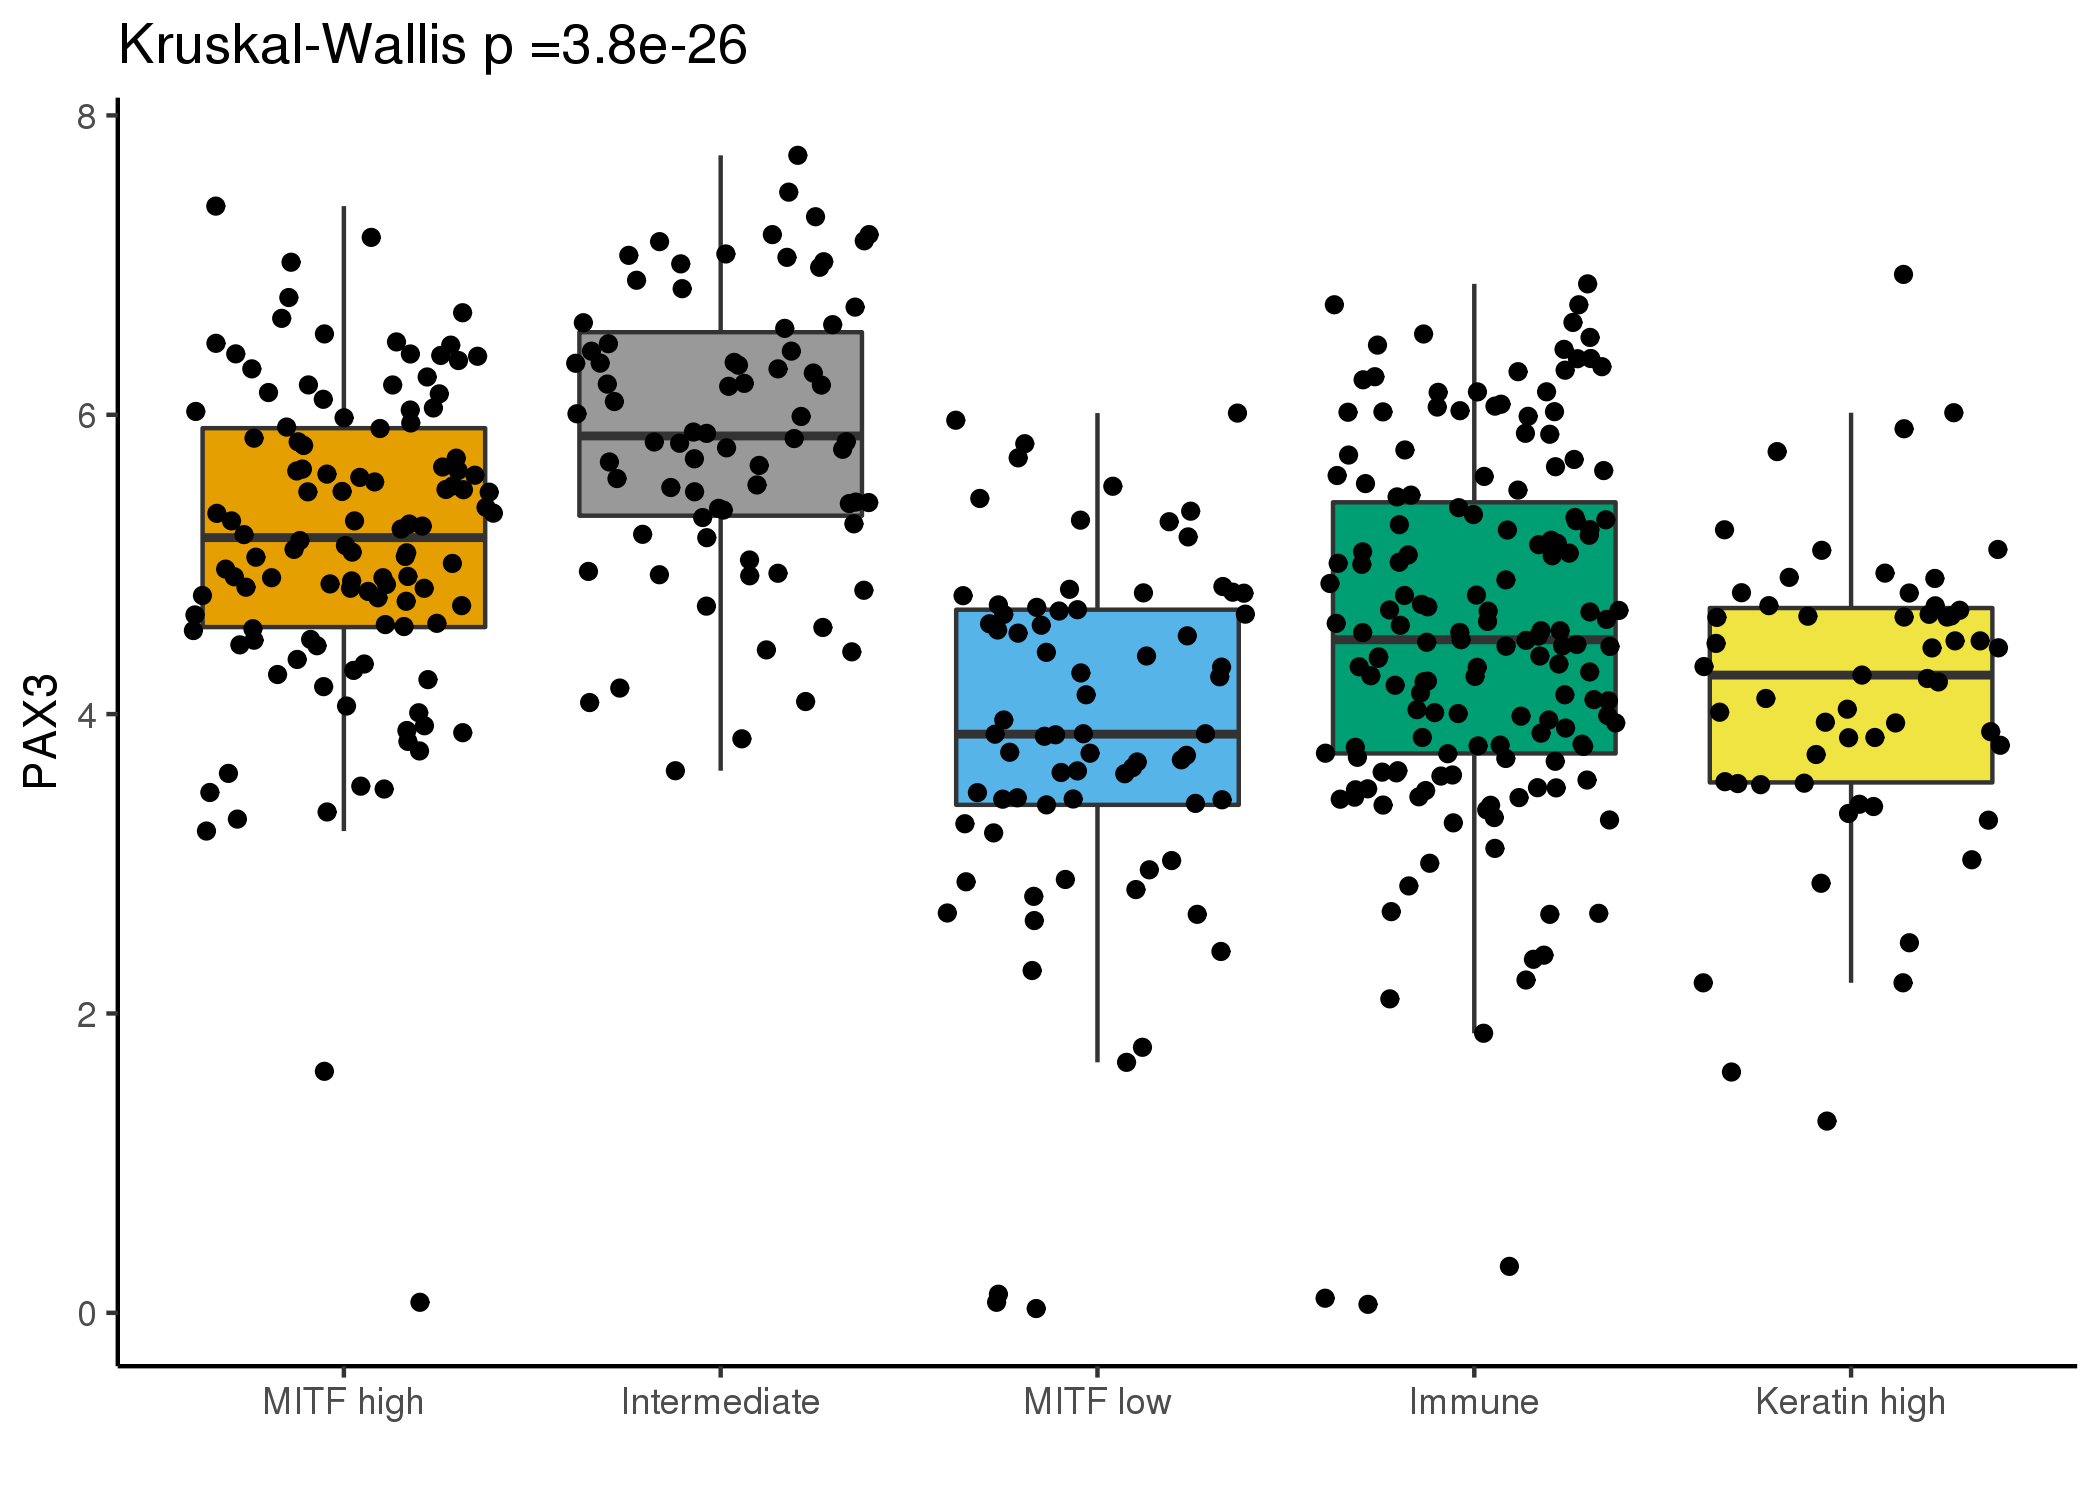 Kruskal-Wallis p =3.8e-26
PAX3
8
6
4
2
0
MITF high
Intermediate
MITF low
Immune
Keratin high